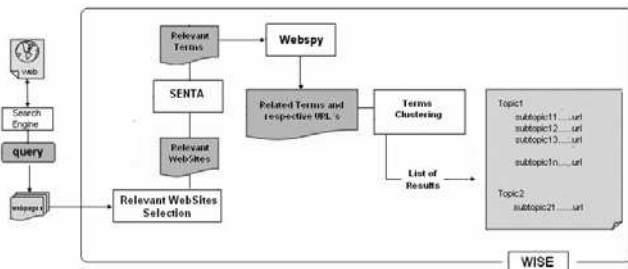 web
Search
Engine
query
webpages
Relevant
Terms
SENTA
Relevant
WebSites
Relevant WebSites
Selection
Webspy
Related Terms and
respective URL´s
Terms
Clustering
List of
Results
Topic1
subtopic11......url
subtopic12......url
subtopic13......url
subtopic1n......url
Topic2
subtopic21......url
WISE